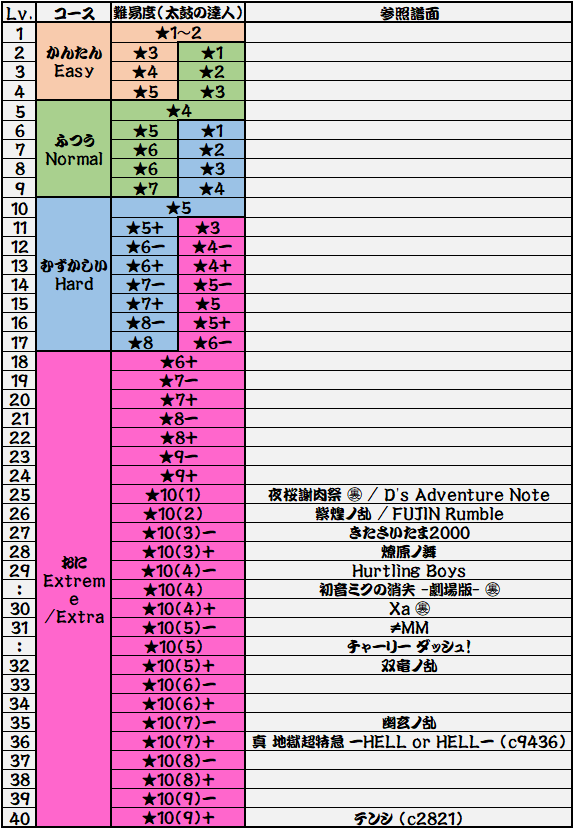 Lv. コース 難易度(太鼓の達人) 参照譜面
1 かんたん Easy ★1~2
2 ★3 ★1
3 ★4 ★2
4 ★5 ★3
5 ふつう Normal ★4
6 ★5 ★1
7 ★6 ★2
8 ★6 ★3
9 ★7 ★4
10 むずかしい Hard ★5
11 ★5+ ★3
12 ★6ー ★4ー
13 ★6+ ★4+
14 ★7ー ★5ー
15 ★7+ ★5
16 ★8ー ★5+
17 ★8 ★6ー
18 おに Extreme /Extra ★6+
19 ★7ー
20 ★7+
21 ★8ー
22 ★8+
23 ★9ー
24 ★9+
25 ★10(1) 夜桜謝肉祭 ㊙ / D's Adventure Note
26 ★10(2) 紫煌ノ乱 / FUJIN Rumble
27 ★10(3)ー きたさいたま2000
28 ★10(3)+ 燎原ノ舞
29 ★10(4)ー Hurtling Boys
: ★10(4) 初音ミクの消失 -劇場版-
30 ★10(4)+ Xa
31 ★10(5)ー ≠MM
: ★10(5) チャーリー ダッシュ!
32 ★10(5)+ 双竜ノ乱
33 ★10(6)ー
34 ★10(6)+
35 ★10(7)ー 幽玄ノ乱
36 ★10(7)+ 真 地獄超特急 ーHELL or HELLー (c9436)
37 ★10(8)ー
38 ★10(8)+
39 ★10(9)ー
40 ★10(9)+ テンシ (c2821)